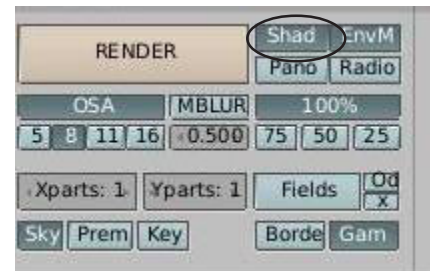 RENDER Shad EnvM
Pano Radio
OSA MBLUR 100%
5 8 11 16 0.500 75 50 25
Xparts: 1 Yparts: 1 Fields Od
X
Sky Prem Key Borde Gam